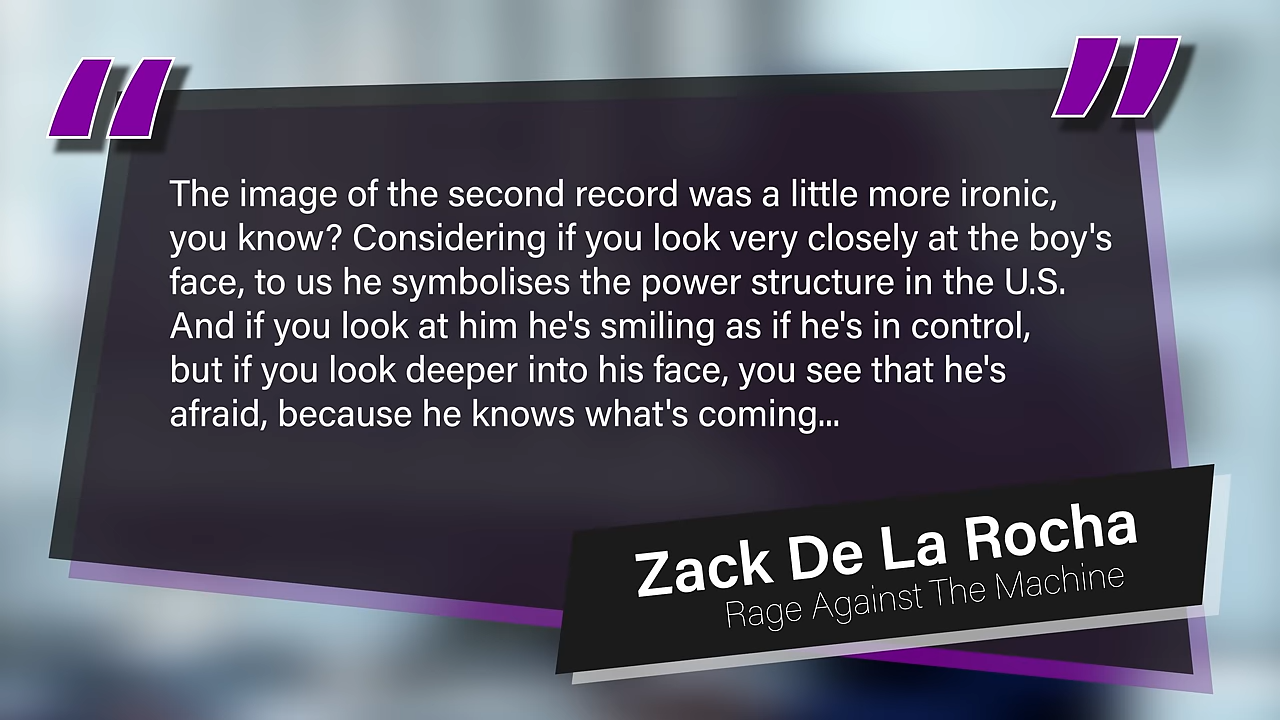 The image of the second record was a little more ironic,
you know? Considering if you look very closely at the boy's
face, to us he symbolises the power structure in the U.S.
And if you look at him he's smiling as if he's in control,
but if you look deeper into his face, you see that he's
afraid, because he knows what's coming...
Zack De La Rocha
Rage Against The Machine